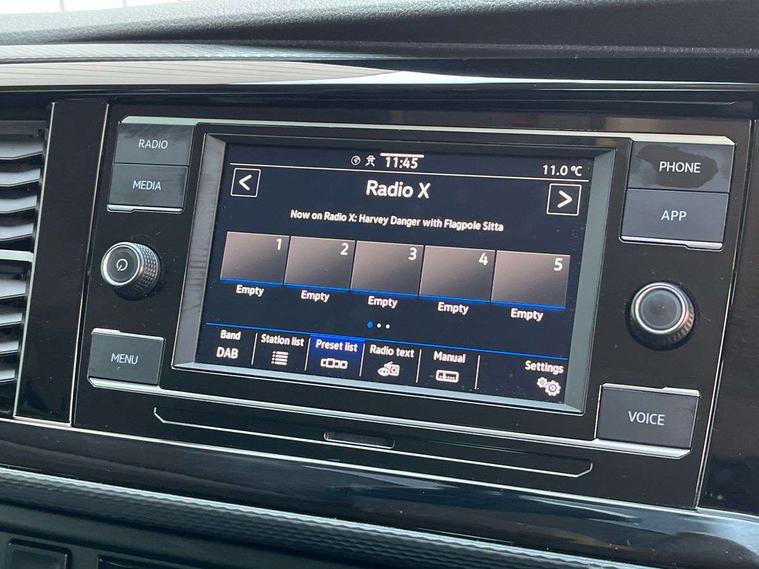 RADIO
MEDIA
MENU
PHONE
APP
VOICE
11:45
11.0 °C
<
Radio X
>
Now on Radio X: Harvey Danger with Flagpole Sitta
1 2 3 4 5
Empty Empty Empty Empty Empty
Band Station list Preset list Radio text Manual Settings
DAB